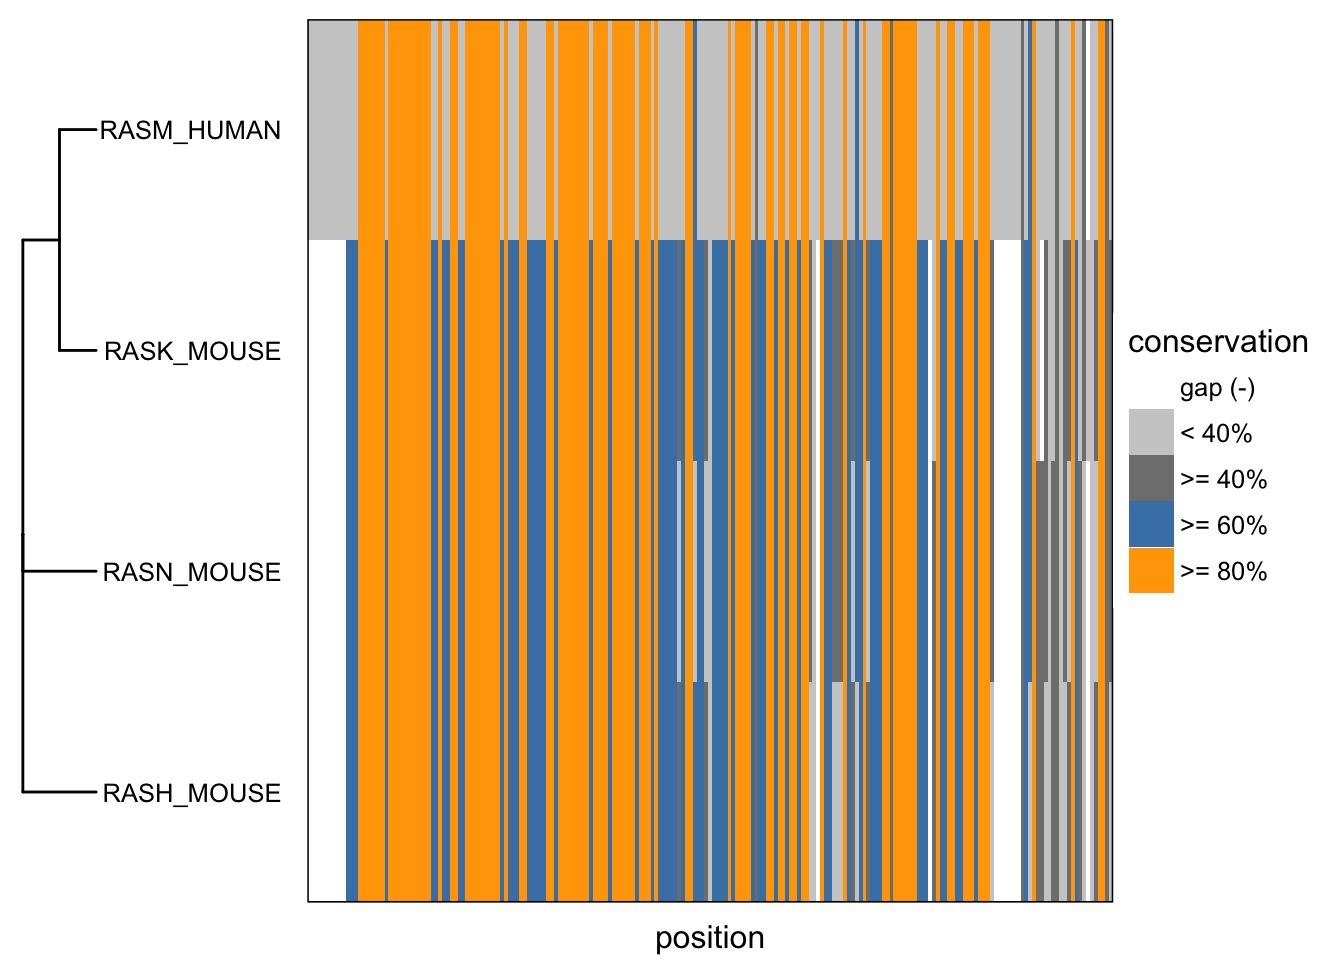 RASM_HUMAN
RASK_MOUSE
RASN_MOUSE
RASH_MOUSE
position
conservation
gap (-)
< 40%
>= 40%
>= 60%
>= 80%